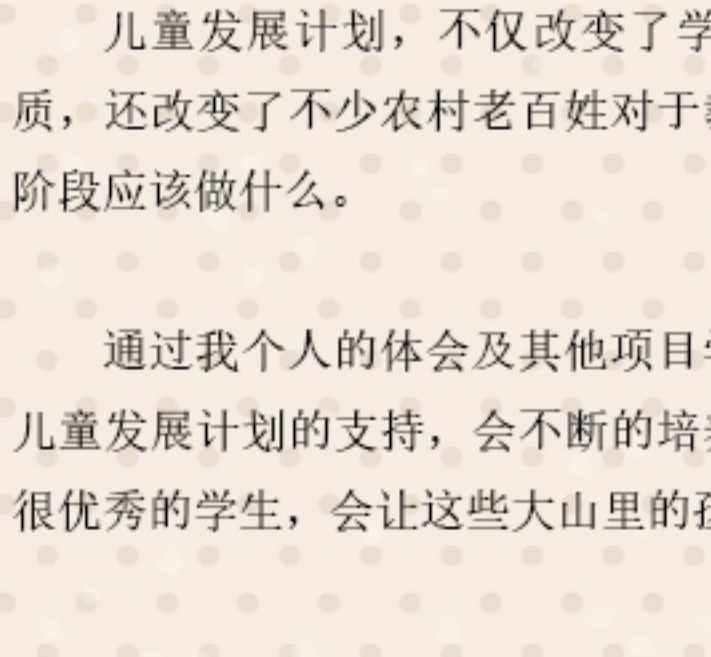 儿童发展计划，不仅改变了学
质，还改变了不少农村老百姓对于
阶段应该做什么。
通过我个人的体会及其他项目
儿童发展计划的支持，会不断的培
很优秀的学生，会让这些大山里的